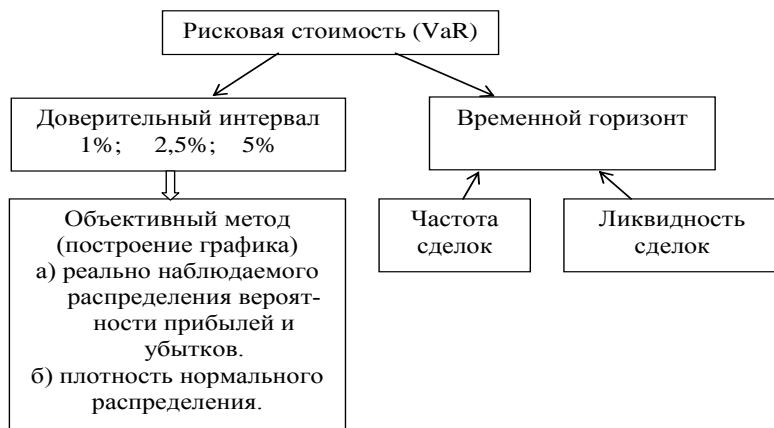 Рисковая стоимость (VaR)
Доверительный интервал
1%; 2,5%; 5%
Временной горизонт
Объективный метод
(построение графика)
а) реально наблюдаемого
распределения вероят-
ности прибылей и
убытков.
б) плотность нормального
распределения.
Частота
сделок
Ликвидность
сделок